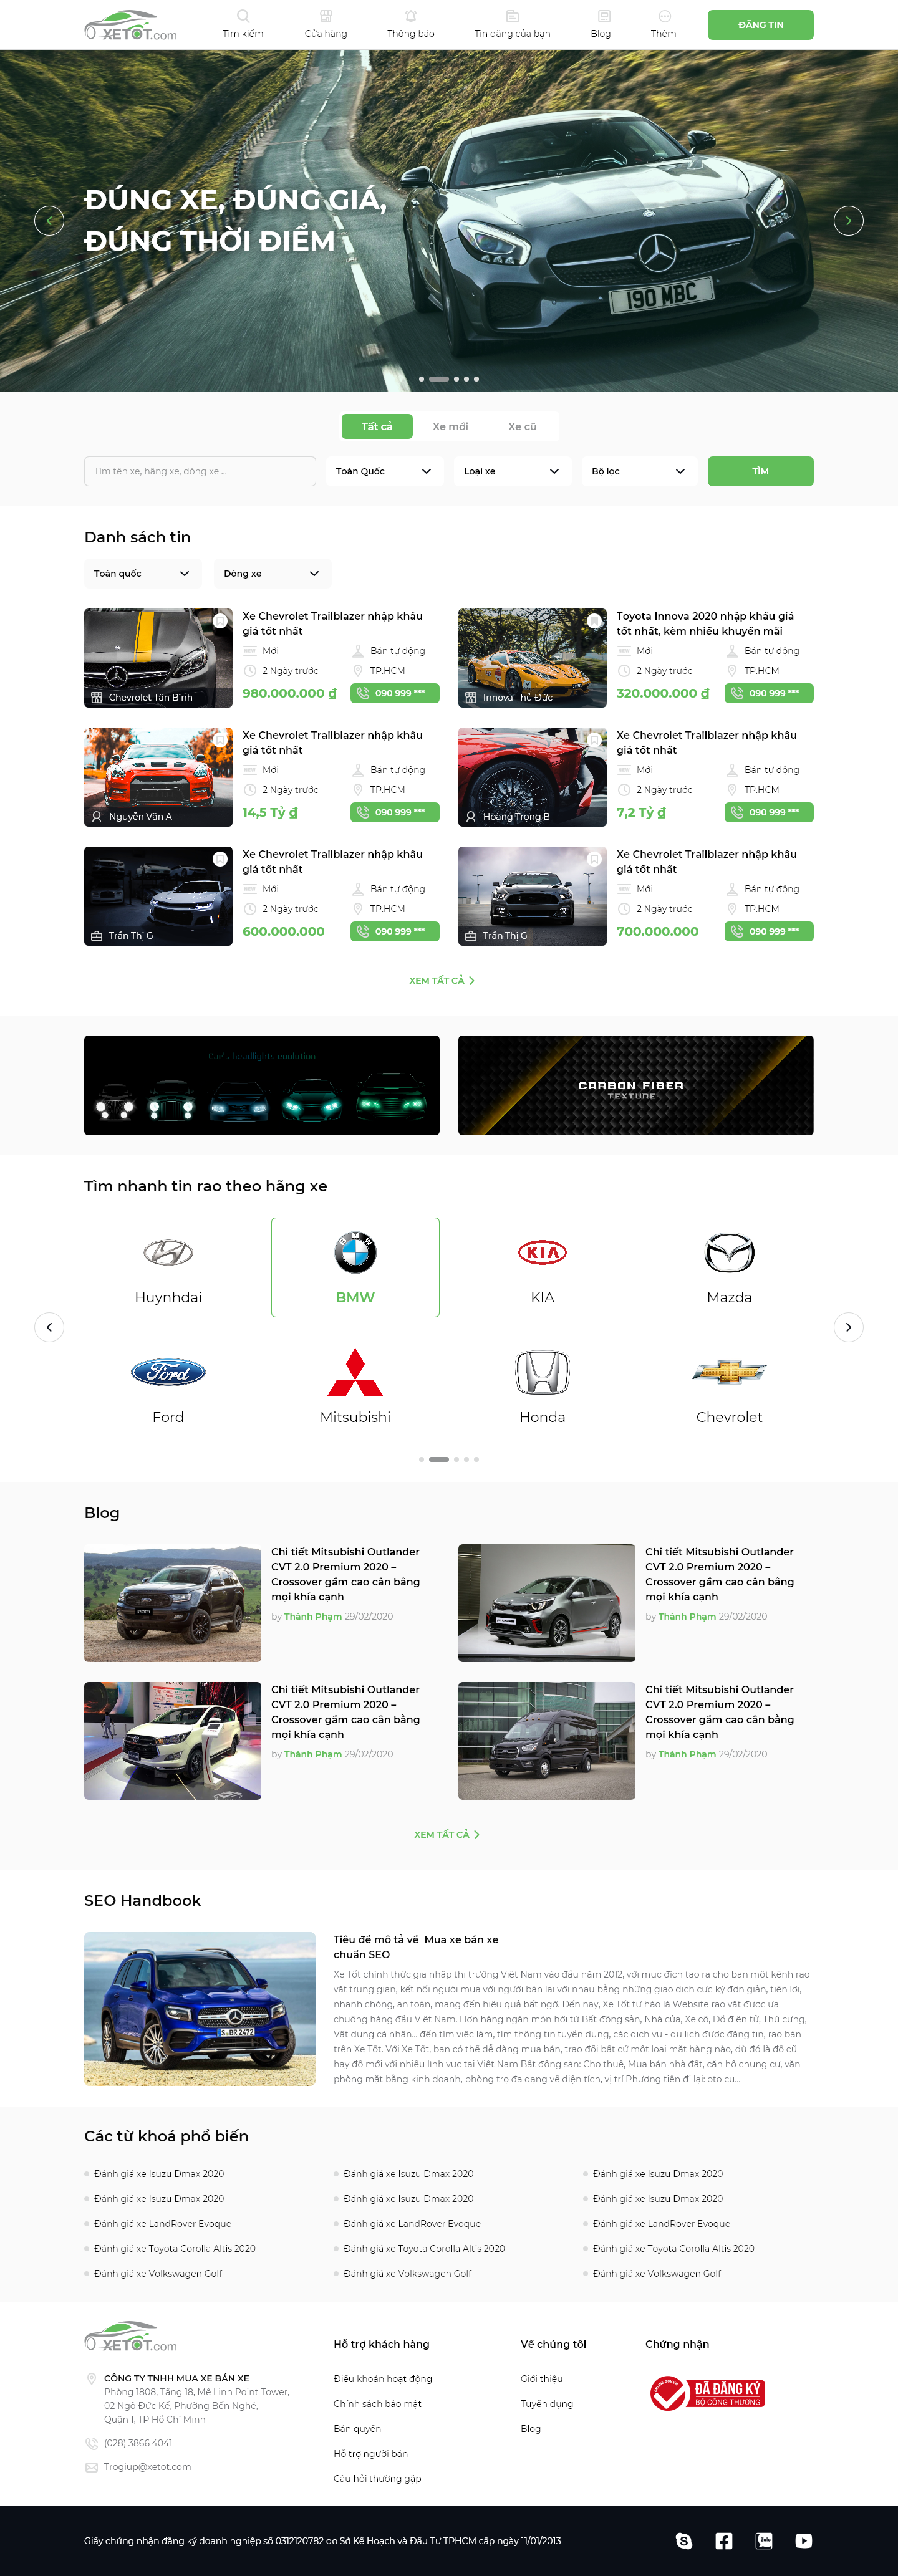 XETOT.com
Tìm kiếm
Cửa hàng
Thông báo
Tin đăng của bạn
Blog
Thêm
ĐĂNG TIN
ĐÚNG XE, ĐÚNG GIÁ,
ĐÚNG THỜI ĐIỂM
190 MBC
Tất cả
Xe mới
Xe cũ
Tìm tên xe, hãng xe, dòng xe ...
Toàn Quốc
Loại xe
Bộ lọc
TÌM
Danh sách tin
Toàn quốc
Dòng xe
Chevrolet Tân Bình
Xe Chevrolet Trailblazer nhập khẩu
giá tốt nhất
Mới
Bán tự động
2 Ngày trước
TP.HCM
980.000.000 ₫
090 999 ***
Innova Thủ Đức
Toyota Innova 2020 nhập khẩu giá
tốt nhất, kèm nhiều khuyến mãi
Mới
Bán tự động
2 Ngày trước
TP.HCM
320.000.000 ₫
090 999 ***
Nguyễn Văn A
Xe Chevrolet Trailblazer nhập khẩu
giá tốt nhất
Mới
Bán tự động
2 Ngày trước
TP.HCM
14,5 Tỷ ₫
090 999 ***
Hoàng Trọng B
Xe Chevrolet Trailblazer nhập khẩu
giá tốt nhất
Mới
Bán tự động
2 Ngày trước
TP.HCM
7,2 Tỷ ₫
090 999 ***
Trần Thị G
Xe Chevrolet Trailblazer nhập khẩu
giá tốt nhất
Mới
Bán tự động
2 Ngày trước
TP.HCM
600.000.000
090 999 ***
Trần Thị G
Xe Chevrolet Trailblazer nhập khẩu
giá tốt nhất
Mới
Bán tự động
2 Ngày trước
TP.HCM
700.000.000
090 999 ***
XEM TẤT CẢ
Car's headlights evolution
CARBON FIBER
TEXTURE
Tìm nhanh tin rao theo hãng xe
Huynhdai
BMW
BMW
KIA
KIA
Mazda
Ford
Ford
Mitsubishi
Honda
Chevrolet
Blog
Chi tiết Mitsubishi Outlander
CVT 2.0 Premium 2020 –
Crossover gầm cao cân bằng
mọi khía cạnh
by Thành Phạm 29/02/2020
Chi tiết Mitsubishi Outlander
CVT 2.0 Premium 2020 –
Crossover gầm cao cân bằng
mọi khía cạnh
by Thành Phạm 29/02/2020
Chi tiết Mitsubishi Outlander
CVT 2.0 Premium 2020 –
Crossover gầm cao cân bằng
mọi khía cạnh
by Thành Phạm 29/02/2020
Chi tiết Mitsubishi Outlander
CVT 2.0 Premium 2020 –
Crossover gầm cao cân bằng
mọi khía cạnh
by Thành Phạm 29/02/2020
XEM TẤT CẢ
SEO Handbook
S·BR 2472
Tiêu đề mô tả về Mua xe bán xe
chuẩn SEO
Xe Tốt chính thức gia nhập thị trường Việt Nam vào đầu năm 2012, với mục đích tạo ra cho bạn một kênh rao
vặt trung gian, kết nối người mua với người bán lại với nhau bằng những giao dịch cực kỳ đơn giản, tiện lợi,
nhanh chóng, an toàn, mang đến hiệu quả bất ngờ. Đến nay, Xe Tốt tự hào là Website rao vặt được ưa
chuộng hàng đầu Việt Nam. Hơn hàng ngàn món hời từ Bất động sản, Nhà cửa, Xe cộ, Đồ điện tử, Thú cưng,
Vật dụng cá nhân... đến tìm việc làm, tìm thông tin tuyển dụng, các dịch vụ - du lịch được đăng tin, rao bán
trên Xe Tốt. Với Xe Tốt, bạn có thể dễ dàng mua bán, trao đổi bất cứ một loại mặt hàng nào, dù đó là đồ cũ
hay đồ mới với nhiều lĩnh vực tại Việt Nam Bất động sản: Cho thuê, Mua bán nhà đất, căn hộ chung cư, văn
phòng mặt bằng kinh doanh, phòng trọ đa dạng về diện tích, vị trí Phương tiện đi lại: oto cu...
Các từ khoá phổ biến
Đánh giá xe Isuzu Dmax 2020
Đánh giá xe Isuzu Dmax 2020
Đánh giá xe Isuzu Dmax 2020
Đánh giá xe Isuzu Dmax 2020
Đánh giá xe Isuzu Dmax 2020
Đánh giá xe Isuzu Dmax 2020
Đánh giá xe LandRover Evoque
Đánh giá xe LandRover Evoque
Đánh giá xe LandRover Evoque
Đánh giá xe Toyota Corolla Altis 2020
Đánh giá xe Toyota Corolla Altis 2020
Đánh giá xe Toyota Corolla Altis 2020
Đánh giá xe Volkswagen Golf
Đánh giá xe Volkswagen Golf
Đánh giá xe Volkswagen Golf
XETOT.com
CÔNG TY TNHH MUA XE BÁN XE
Phòng 1808, Tầng 18, Mê Linh Point Tower,
02 Ngô Đức Kế, Phường Bến Nghé,
Quận 1, TP Hồ Chí Minh
(028) 3866 4041
Trogiup@xetot.com
Hỗ trợ khách hàng
Điều khoản hoạt động
Chính sách bảo mật
Bản quyền
Hỗ trợ người bán
Câu hỏi thường gặp
Về chúng tôi
Giới thiệu
Tuyển dụng
Blog
Chứng nhận
ĐÃ ĐĂNG KÝ
BỘ CÔNG THƯƠNG
Giấy chứng nhận đăng ký doanh nghiệp số 0312120782 do Sở Kế Hoạch và Đầu Tư TPHCM cấp ngày 11/01/2013
Zalo